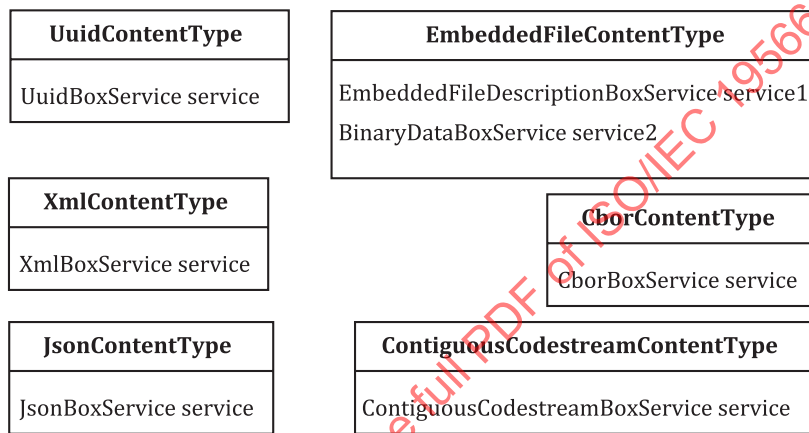 UuidContentType
UuidBoxService service
EmbeddedFileContentType
EmbeddedFileDescriptionBoxService service1
BinaryDataBoxService service2
XmlContentType
XmlBoxService service
CborContentType
CborBoxService service
JsonContentType
JsonBoxService service
ContiguousCodestreamContentType
ContiguousCodestreamBoxService service
e full PDF of ISO/IEC 19566